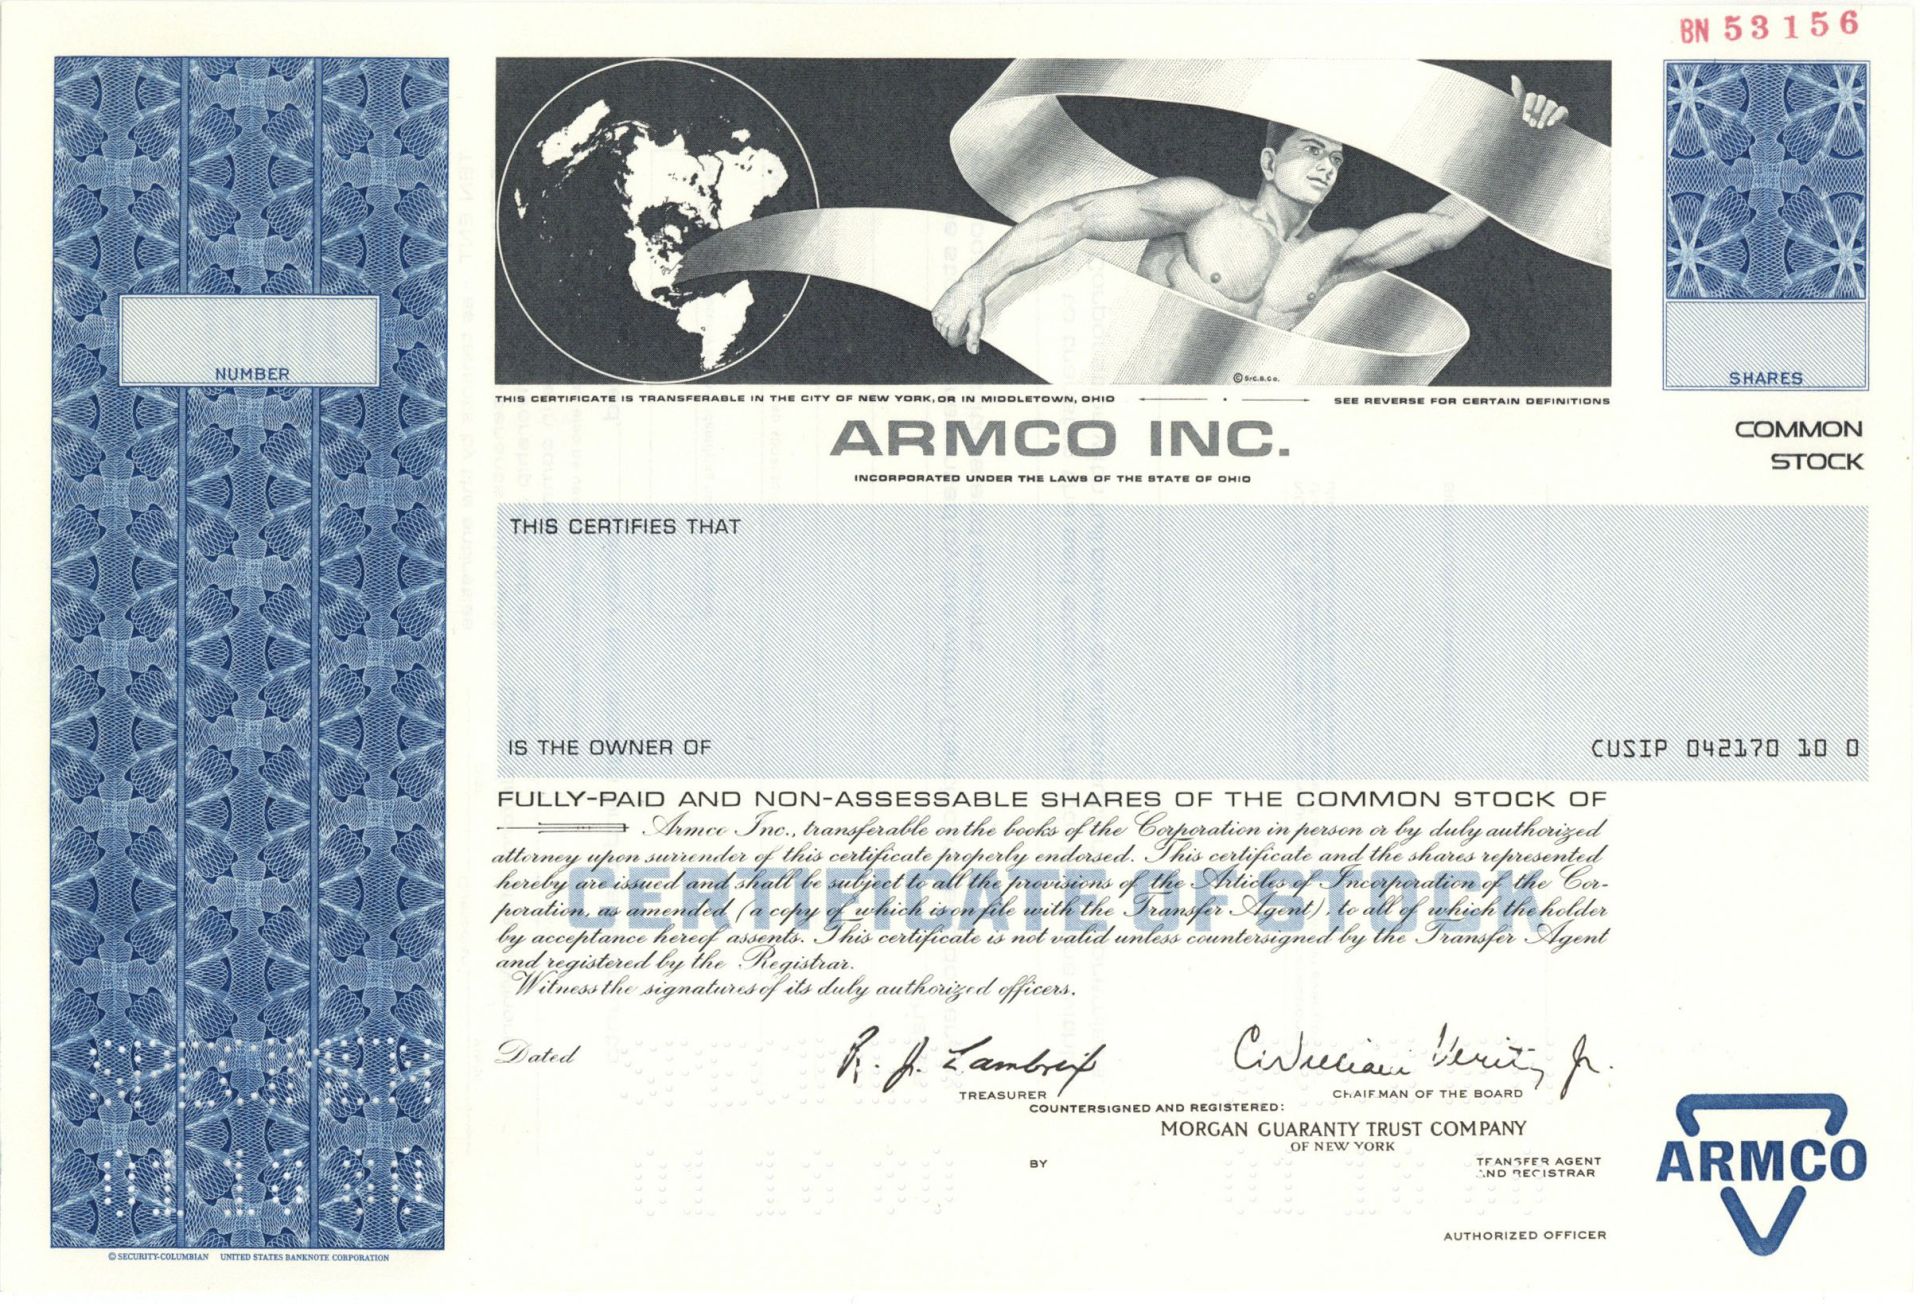 BN 53156
NUMBER
SHARES
THIS CERTIFICATE IS TRANSFERABLE IN THE CITY OF NEW YORK, OR IN MIDDLETOWN, OHIO
SEE REVERSE FOR CERTAIN DEFINITIONS
ARMCO INC.
COMMON
STOCK
INCORPORATED UNDER THE LAWS OF THE STATE OF OHIO
THIS CERTIFIES THAT
IS THE OWNER OF
CUSIP 042170 10 0
FULLY-PAID AND NON-ASSESSABLE SHARES OF THE COMMON STOCK OF
Armco Inc., transferable on the books of the Corporation in person or by duly authorized
attorney upon surrender of this certificate properly endorsed. This certificate and the shares represented
hereby are issued and shall be subject to all the provisions of the Articles of Incorporation of the Cor-
poration, as amended (a copy of which is on file with the Transfer Agent), to all of which the holder
by acceptance hereof assents. This certificate is not valid unless countersigned by the Transfer Agent
and registered by the Registrar.
CERTIFICATE OF STOCK
Witness the signatures of its duly authorized officers.
Dated
R. J. Lambrix
C. William Verity, Jr.
TREASURER
CHAIRMAN OF THE BOARD
COUNTERSIGNED AND REGISTERED:
MORGAN GUARANTY TRUST COMPANY
OF NEW YORK
BY
TRANSFER AGENT
AND REGISTRAR
AUTHORIZED OFFICER
ARMCO
© SECURITY-COLUMBIAN UNITED STATES BANKNOTE CORPORATION